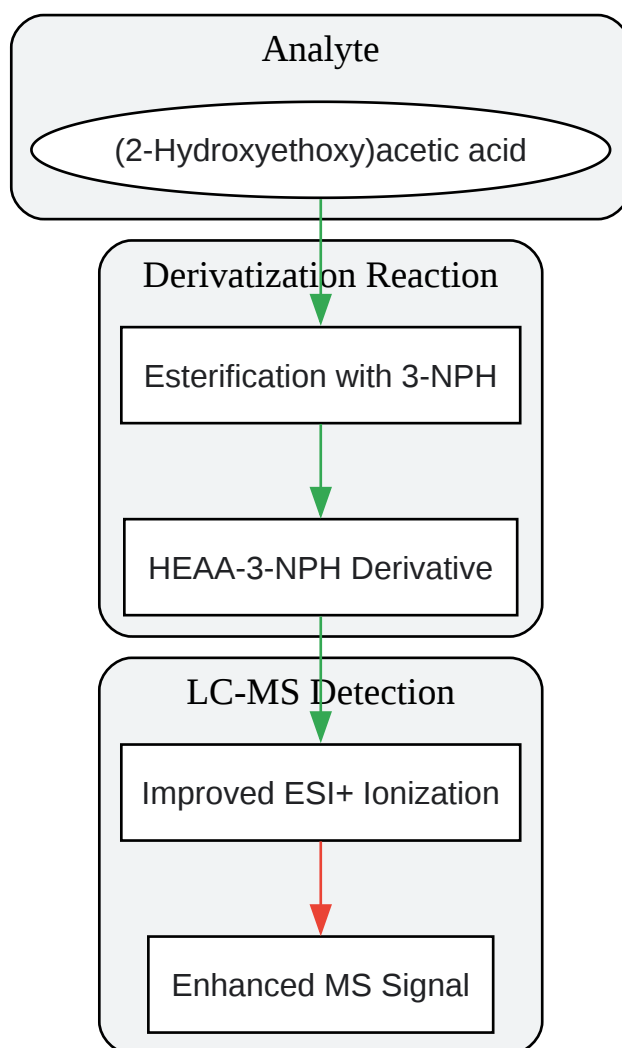 Analyte
(2-Hydroxyethoxy)acetic acid
Derivatization Reaction
Esterification with 3-NPH
HEAA-3-NPH Derivative
LC-MS Detection
Improved ESI+ Ionization
Enhanced MS Signal